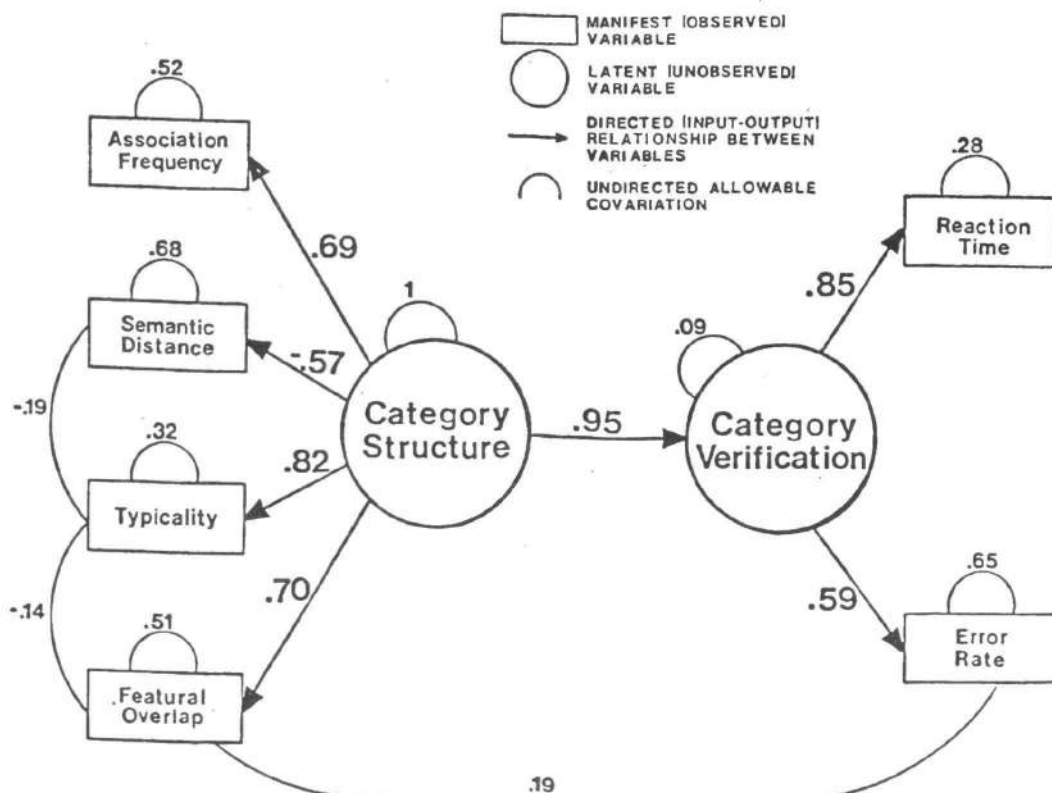 MANIFEST |OBSERVED|
VARIABLE
LATENT |UNOBSERVED|
VARIABLE
DIRECTED |INPUT-OUTPUT|
RELATIONSHIP BETWEEN
VARIABLES
UNDIRECTED ALLOWABLE
COVARIATION
.52
Association
Frequency
.69
.68
Semantic
Distance
-.57
-.19
.32
Typicality
.82
-.14
.51
Featural
Overlap
.70
1
Category
Structure
.95
.09
Category
Verification
.28
Reaction
Time
.85
.59
.65
Error
Rate
.19